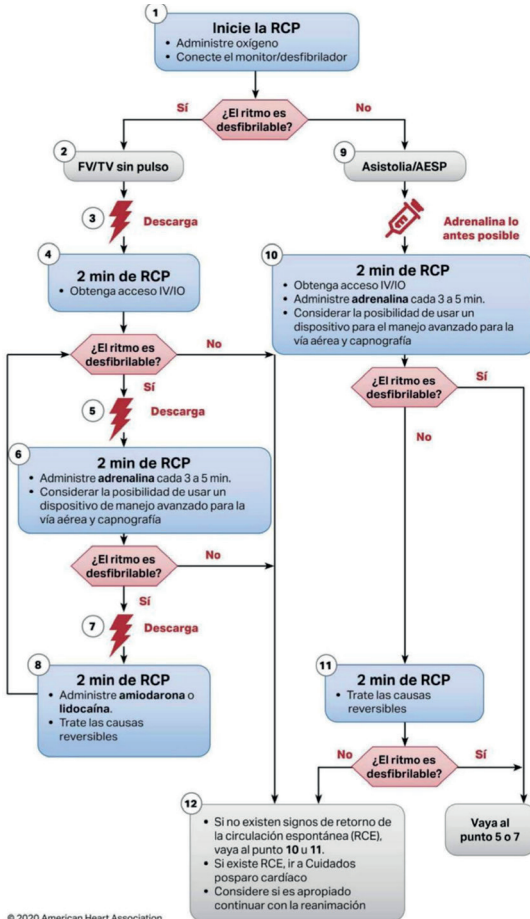 1
Inicie la RCP
• Administre oxígeno
• Conecte el monitor/desfibrilador
Sí
¿El ritmo es
desfibrilable?
No
2
FV/TV sin pulso
3
Descarga
4
2 min de RCP
• Obtenga acceso IV/IO
¿El ritmo es
desfibrilable?
No
Sí
5
Descarga
6
2 min de RCP
• Administre adrenalina cada 3 a 5 min.
• Considerar la posibilidad de usar un
dispositivo de manejo avanzado para la
vía aérea y capnografía
¿El ritmo es
desfibrilable?
No
Sí
7
Descarga
8
2 min de RCP
• Administre amiodarona o
lidocaína.
• Trate las causas
reversibles
9
Asistolia/AESP
Adrenalina lo
antes posible
10
2 min de RCP
• Obtenga acceso IV/IO
• Administre adrenalina cada 3 a 5 min.
• Considerar la posibilidad de usar un
dispositivo para el manejo avanzado para la
vía aérea y capnografía
¿El ritmo es
desfibrilable?
Sí
No
11
2 min de RCP
• Trate las causas
reversibles
No
¿El ritmo es
desfibrilable?
Sí
12
• Si no existen signos de retorno de
la circulación espontánea (RCE),
vaya al punto 10 u 11.
• Si existe RCE, ir a Cuidados
posparo cardíaco
• Considere si es apropiado
continuar con la reanimación
Vaya al
punto 5 o 7
© 2020 American Heart Association